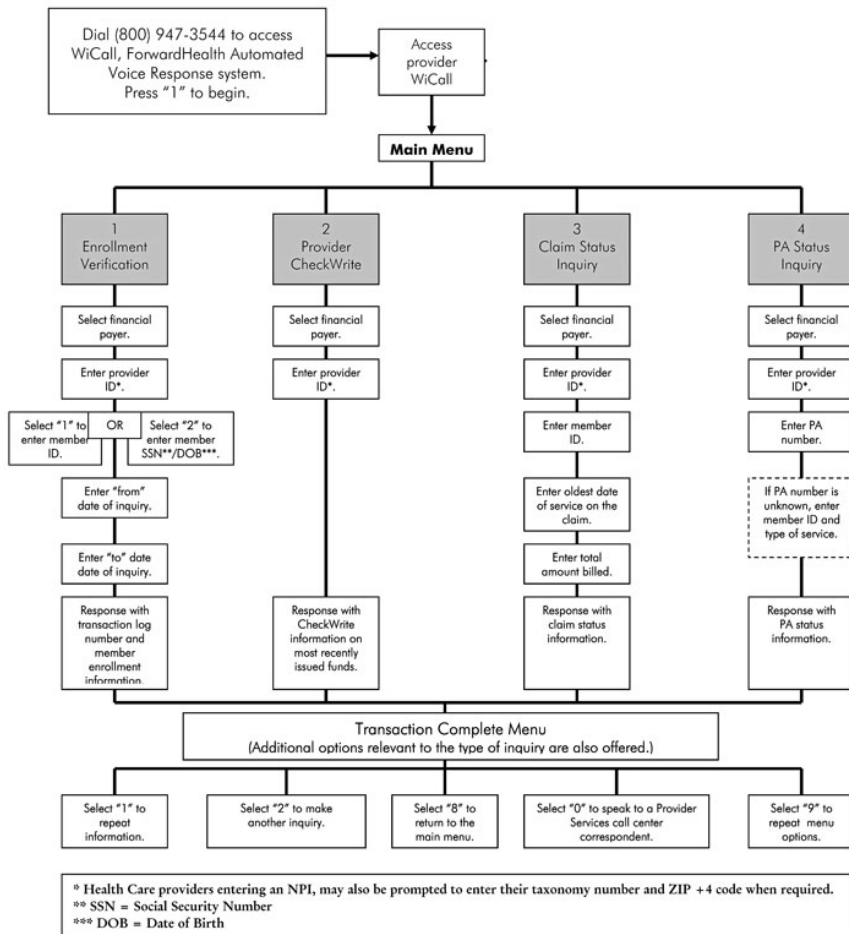 Dial (800) 947-3544 to access
WiCall, ForwardHealth Automated
Voice Response system.
Press “1” to begin.
Access
provider
WiCall
Main Menu
1
Enrollment
Verification
2
Provider
CheckWrite
3
Claim Status
Inquiry
4
PA Status
Inquiry
Select financial
payer.
Select financial
payer.
Select financial
payer.
Select financial
payer.
Enter provider
ID*.
Enter provider
ID*.
Enter provider
ID*.
Enter provider
ID*.
Select “1” to
enter member
ID.
OR
Select “2” to
enter member
SSN**/DOB***.
Enter member
ID.
Enter PA
number.
Enter “from”
date of inquiry.
Enter oldest date
of service on the
claim.
If PA number is
unknown, enter
member ID and
type of service.
Enter “to” date
date of inquiry.
Enter total
amount billed.
Response with
transaction log
number and
member
enrollment
information.
Response with
CheckWrite
information on
most recently
issued funds.
Response with
claim status
information.
Response with
PA status
information.
Transaction Complete Menu
(Additional options relevant to the type of inquiry are also offered.)
Select “1” to
repeat
information.
Select “2” to make
another inquiry.
Select “8” to
return to the
main menu.
Select “0” to speak to a Provider
Services call center
correspondent.
Select “9” to
repeat menu
options.
* Health Care providers entering an NPI, may also be prompted to enter their taxonomy number and ZIP +4 code when required.
** SSN = Social Security Number
*** DOB = Date of Birth